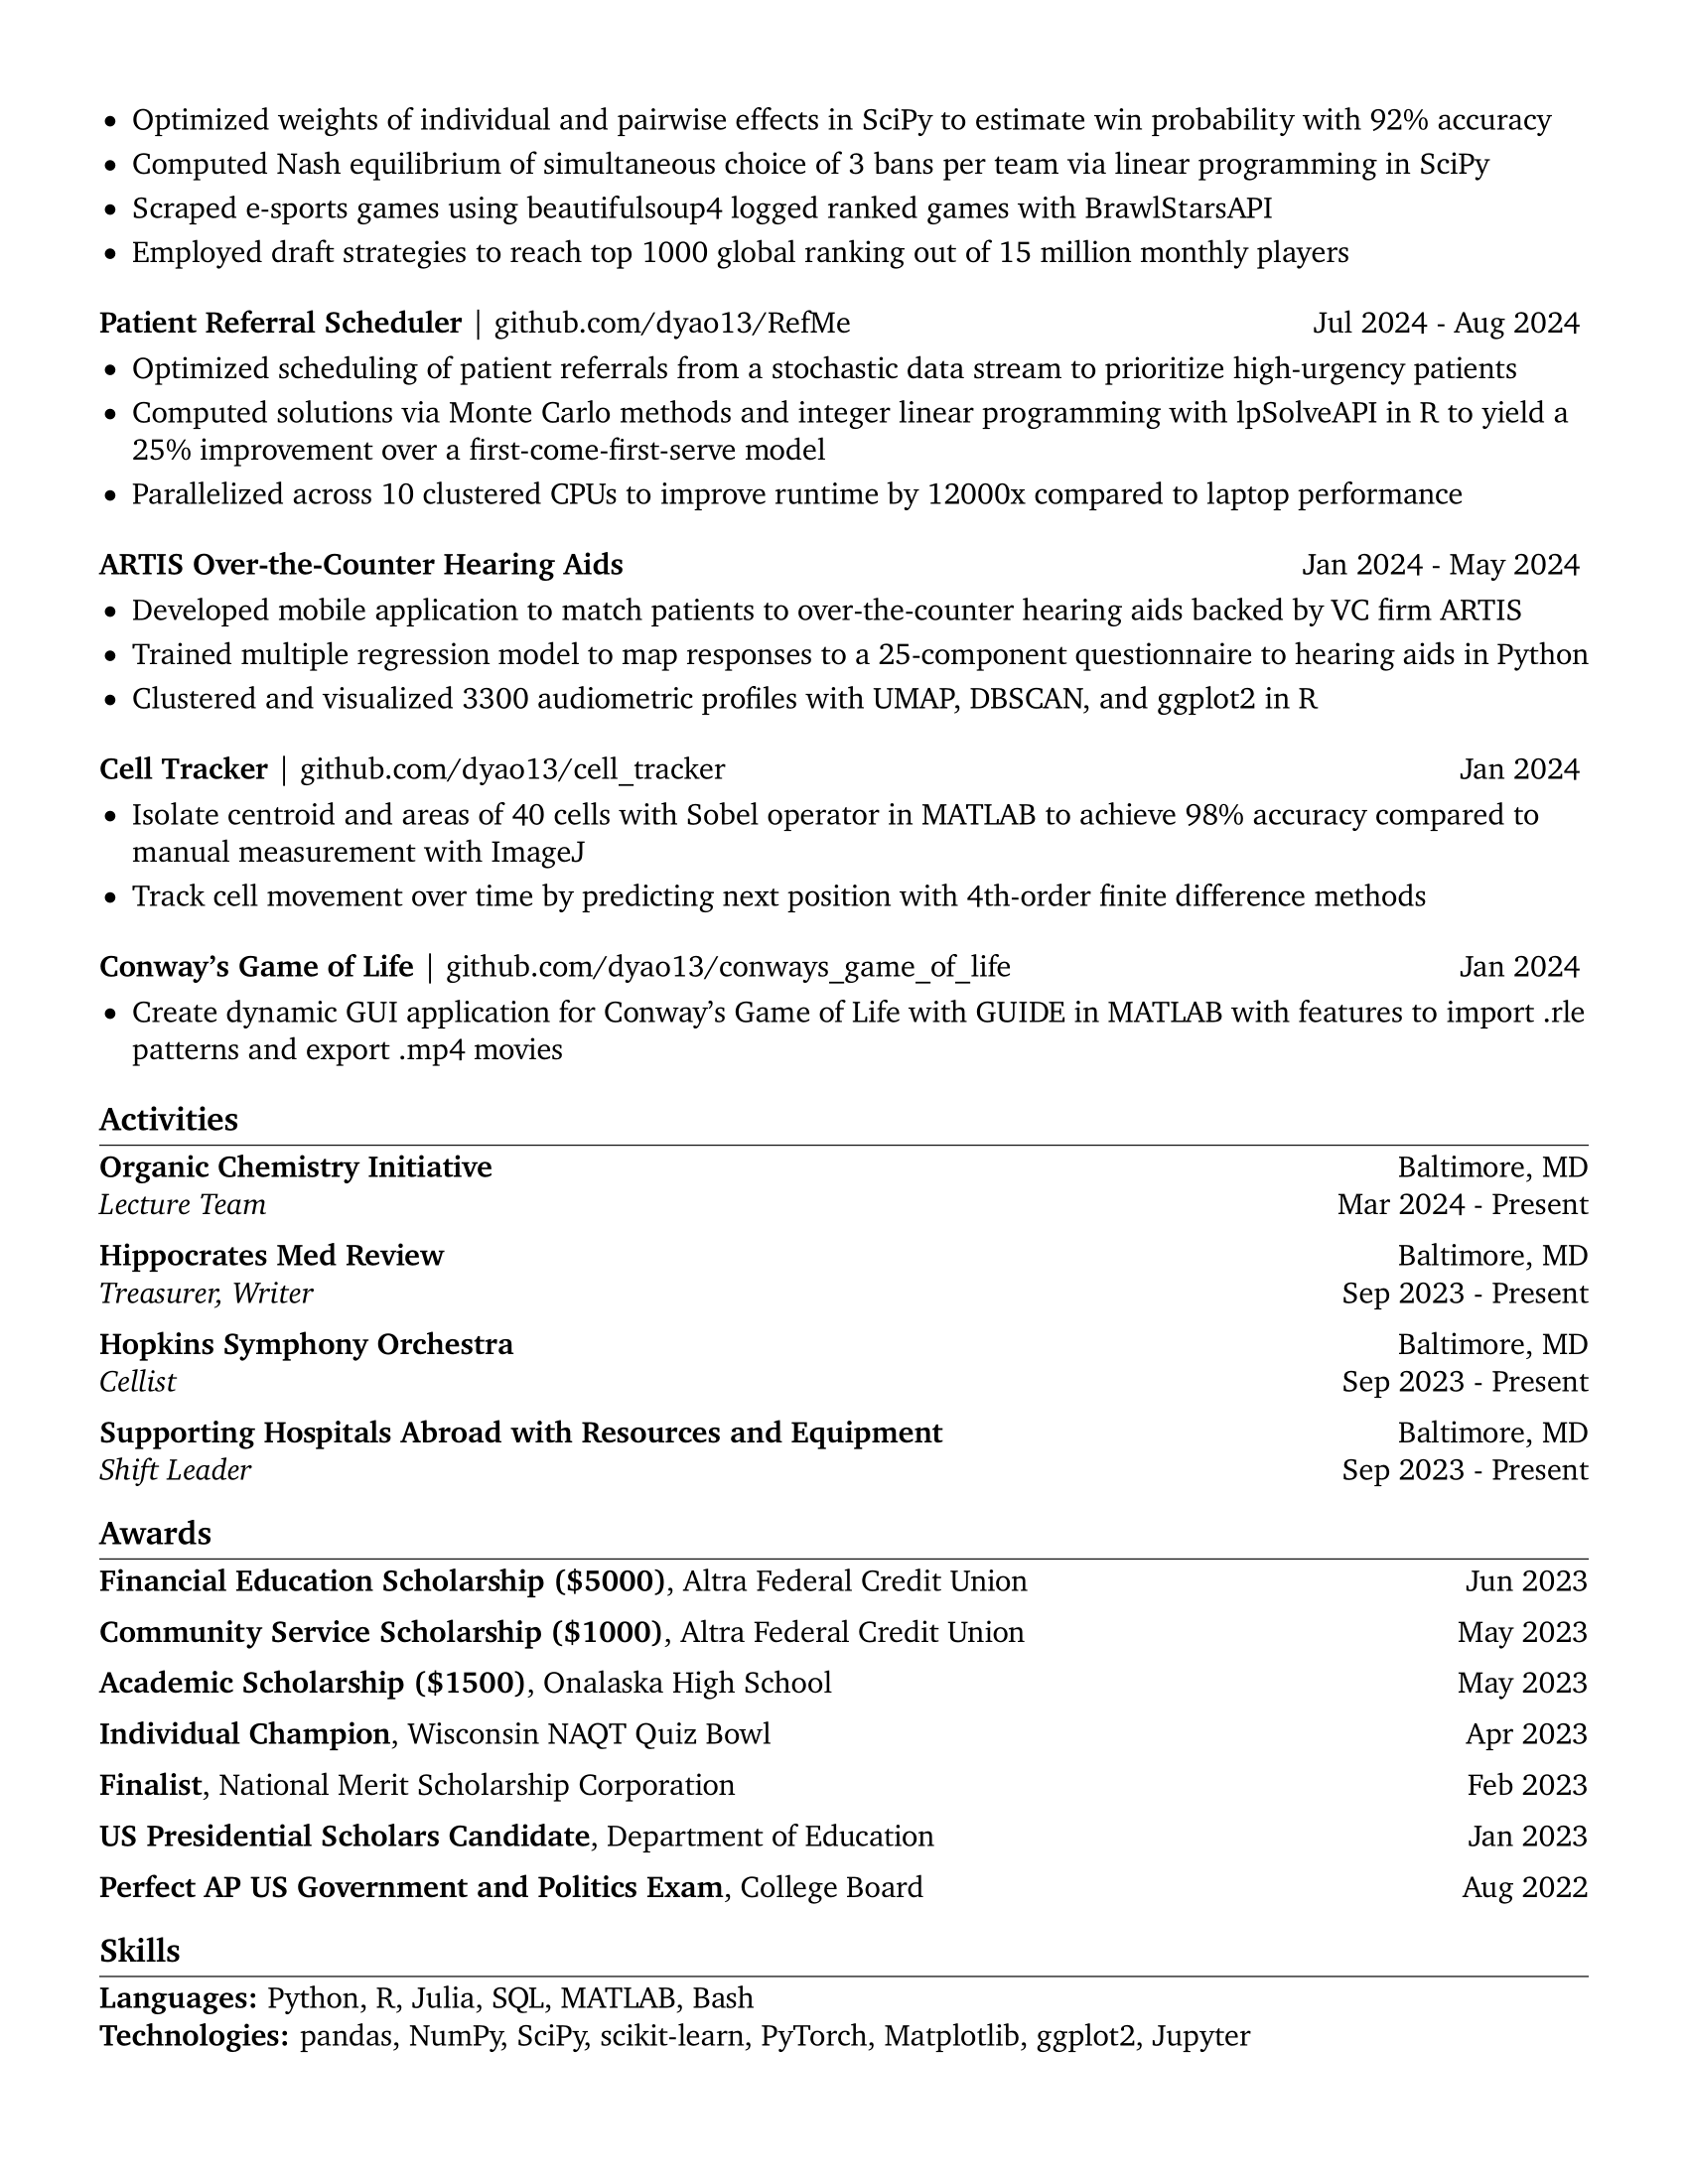 • Optimized weights of individual and pairwise effects in SciPy to estimate win probability with 92% accuracy
• Computed Nash equilibrium of simultaneous choice of 3 bans per team via linear programming in SciPy
• Scraped e-sports games using beautifulsoup4 logged ranked games with BrawlStarsAPI
• Employed draft strategies to reach top 1000 global ranking out of 15 million monthly players
Patient Referral Scheduler | github.com/dyao13/RefMe Jul 2024 - Aug 2024
• Optimized scheduling of patient referrals from a stochastic data stream to prioritize high-urgency patients
• Computed solutions via Monte Carlo methods and integer linear programming with lpSolveAPI in R to yield a
25% improvement over a first-come-first-serve model
• Parallelized across 10 clustered CPUs to improve runtime by 12000x compared to laptop performance
ARTIS Over-the-Counter Hearing Aids Jan 2024 - May 2024
• Developed mobile application to match patients to over-the-counter hearing aids backed by VC firm ARTIS
• Trained multiple regression model to map responses to a 25-component questionnaire to hearing aids in Python
• Clustered and visualized 3300 audiometric profiles with UMAP, DBSCAN, and ggplot2 in R
Cell Tracker | github.com/dyao13/cell_tracker Jan 2024
• Isolate centroid and areas of 40 cells with Sobel operator in MATLAB to achieve 98% accuracy compared to
manual measurement with ImageJ
• Track cell movement over time by predicting next position with 4th-order finite difference methods
Conway’s Game of Life | github.com/dyao13/conways_game_of_life Jan 2024
• Create dynamic GUI application for Conway’s Game of Life with GUIDE in MATLAB with features to import .rle
patterns and export .mp4 movies
Activities
Organic Chemistry Initiative Baltimore, MD
Lecture Team Mar 2024 - Present
Hippocrates Med Review Baltimore, MD
Treasurer, Writer Sep 2023 - Present
Hopkins Symphony Orchestra Baltimore, MD
Cellist Sep 2023 - Present
Supporting Hospitals Abroad with Resources and Equipment Baltimore, MD
Shift Leader Sep 2023 - Present
Awards
Financial Education Scholarship ($5000), Altra Federal Credit Union Jun 2023
Community Service Scholarship ($1000), Altra Federal Credit Union May 2023
Academic Scholarship ($1500), Onalaska High School May 2023
Individual Champion, Wisconsin NAQT Quiz Bowl Apr 2023
Finalist, National Merit Scholarship Corporation Feb 2023
US Presidential Scholars Candidate, Department of Education Jan 2023
Perfect AP US Government and Politics Exam, College Board Aug 2022
Skills
Languages: Python, R, Julia, SQL, MATLAB, Bash
Technologies: pandas, NumPy, SciPy, scikit-learn, PyTorch, Matplotlib, ggplot2, Jupyter